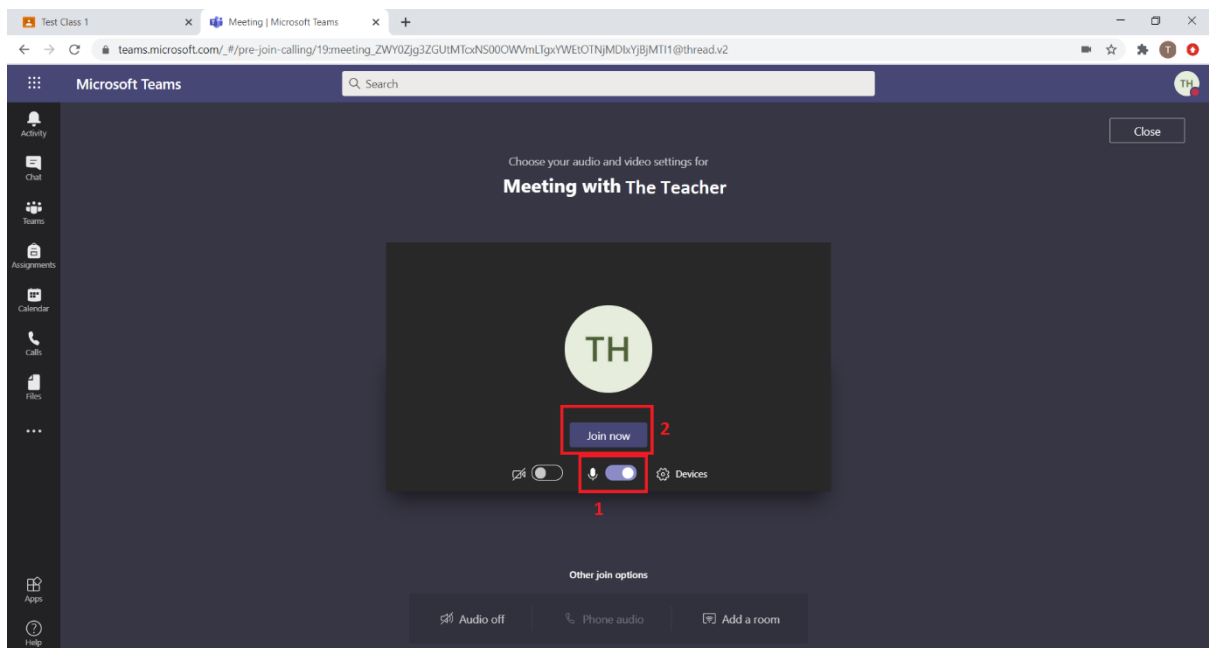 Test Class 1
Meeting | Microsoft Teams
teams.microsoft.com/_#/pre-join-calling/19:meeting_ZWY0Zjg3ZGUtMTcxNS00OWVmLTgxYWEtOTNjMDIxYjBjMTI1@thread.v2
T
Microsoft Teams
Search
TH
Activity
Chat
Teams
Assignments
Calendar
Calls
Files
Apps
Help
Close
Choose your audio and video settings for
Meeting with The Teacher
TH
Join now
2
Devices
1
Other join options
Audio off
Phone audio
Add a room